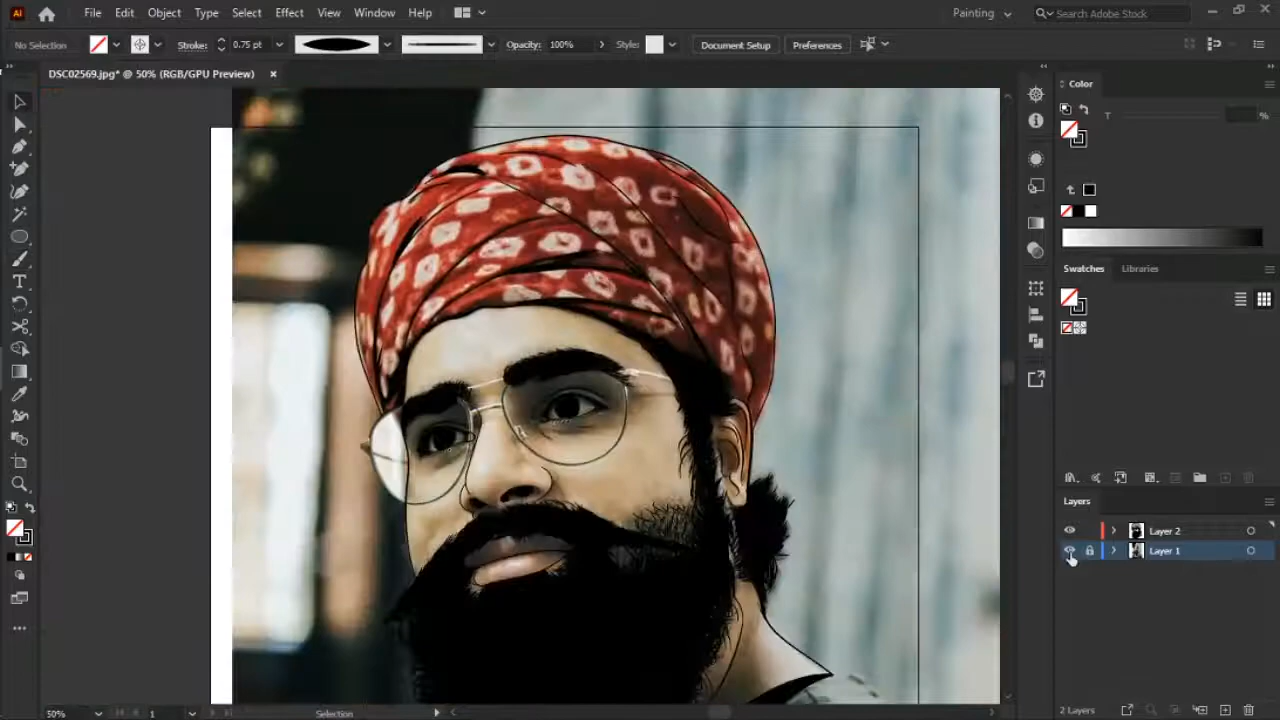 Ai File Edit Object Type Select Effect View Window Help Painting Search Adobe Stock
No Selection Stroke: 0.75 pt Opacity: 100% Style: Document Setup Preferences
DSC02569.jpg* @ 50% (RGB/GPU Preview)
Color
T %
Swatches Libraries
Layers
Layer 2
Layer 1
50% 1 Selection 2 Layers